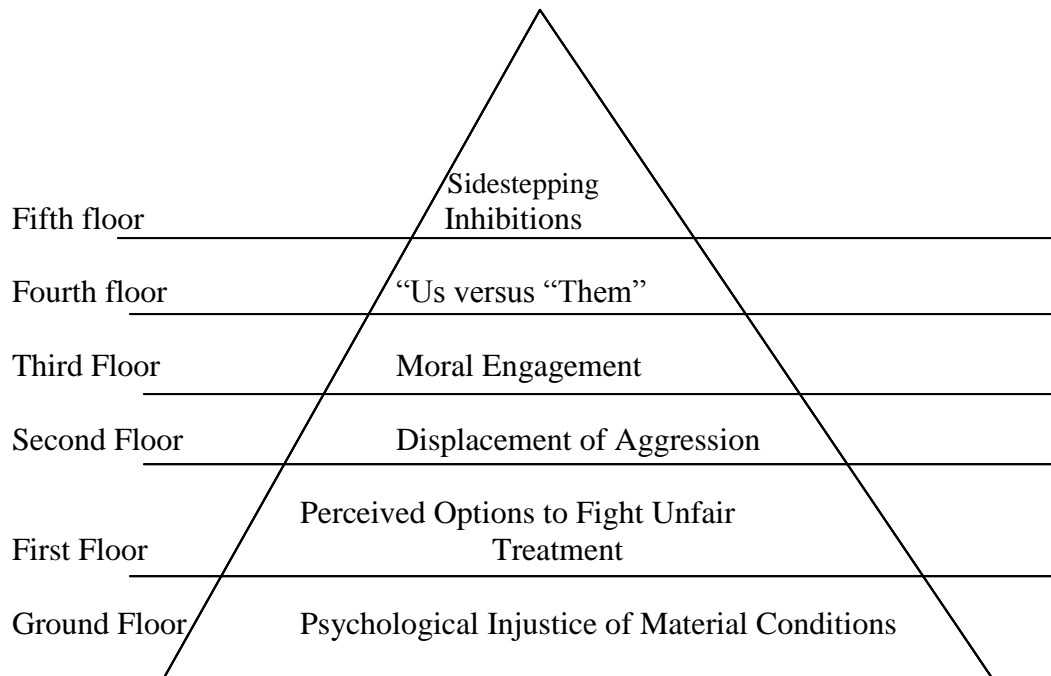 Sidestepping
Fifth floor Inhibitions
Fourth floor “Us versus “Them”
Third Floor Moral Engagement
Second Floor Displacement of Aggression
Perceived Options to Fight Unfair
First Floor Treatment
Ground Floor Psychological Injustice of Material Conditions